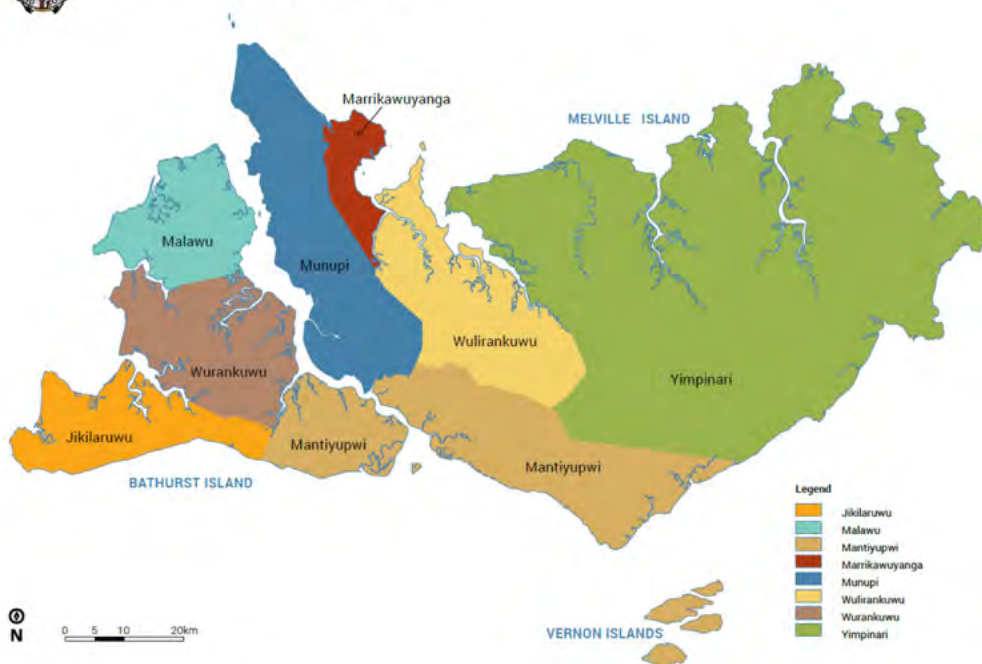 Marrikawuyanga
MELVILLE ISLAND
Malawu
Munupi
Wulirankuwu
Wurankuwu
Yimpinari
Jikilaruwu
Mantiyupwi
Mantiyupwi
BATHURST ISLAND
Legend
Jikilaruwu
Malawu
Mantiyupwi
Marrikawuyanga
Munupi
Wulirankuwu
Wurankuwu
Yimpinari
N
0 5 10 20km
VERNON ISLANDS